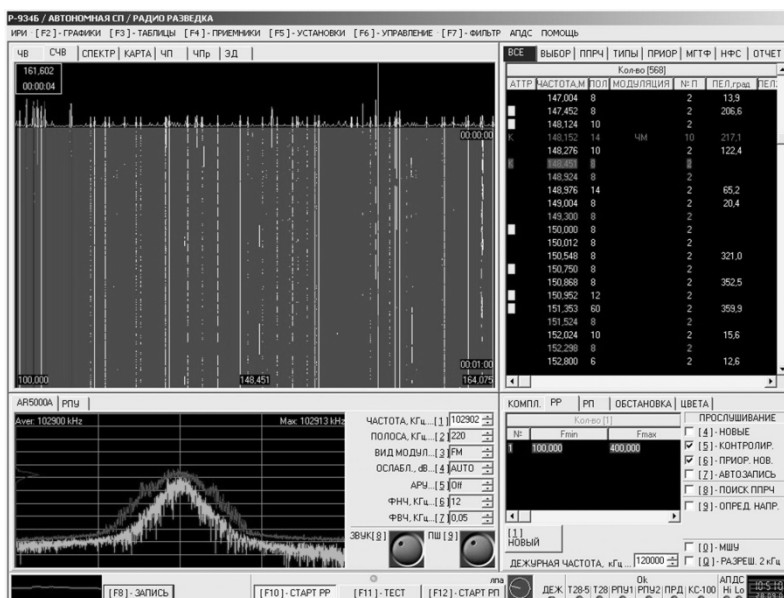 Р-934Б / АВТОНОМНАЯ СП / РАДИО РАЗВЕДКА
ИРИ - [F2] - ГРАФИКИ [F3] - ТАБЛИЦЫ [F4] - ПРИЕМНИКИ [F5] - УСТАНОВКИ [F6] - УПРАВЛЕНИЕ - [F7] - ФИЛЬТР АПДС ПОМОЩЬ
ЧВ СЧВ СПЕКТР КАРТА ЧП ЧПр ЭД
161,602
00:00:04
00:00:00
00:01:00
100,000 148,451 164,075
ВСЕ ВЫБОР ППРЧ ТИПЫ ПРИОР МГТФ НФС ОТЧЕТ
Кол-во [568]
АТТР ЧАСТОТА,М ПОЛ МОДУЛЯЦИЯ № П ПЕЛ,град ПЕЛ
147,004 8 2 13,9
147,452 8 2 206,6
148,124 10 2
К 148,152 14 ЧМ 10 217,1
148,276 10 2 122,4
К 148,451 8 2
148,924 8 2
148,976 14 2 65,2
149,004 8 2 20,4
149,300 8 2
150,000 8 2
150,012 8 2
150,548 8 2 321,0
150,750 8 2
150,868 8 2 352,5
150,952 12 2
151,353 60 2 359,9
151,524 8 2
152,024 10 2 15,6
152,298 8 2
152,800 6 2 12,6
AR5000A РПУ
Aver: 102900 kHz Max: 102913 kHz
ЧАСТОТА, КГц...[1] 102902
ПОЛОСА, КГц...[2] 220
ВИД МОДУЛ...[3] FM
ОСЛАБЛ., dB...[4] AUTO
АРУ...[5] Off
ФНЧ, КГц...[6] 12
ФВЧ, КГц...[7] 0,05
ЗВУК[8] ПШ [9]
КОМПЛ. РР РП ОБСТАНОВКА ЦВЕТА
Кол-во [1]
№ Fmin Fmax
1 100,000 400,000
[1]
НОВЫЙ
ДЕЖУРНАЯ ЧАСТОТА, кГц ... 120000
ПРОСЛУШИВАНИЕ
[4] - НОВЫЕ
[5] - КОНТРОЛИР.
[6] - ПРИОР. НОВ.
[7] - АВТОЗАПИСЬ
[8] - ПОИСК ППРЧ
[9] - ОПРЕД. НАПР.
[0] - МШУ
[Q] - РАЗРЕШ. 2 кГц
[F8] - ЗАПИСЬ
[F10] - СТАРТ РР [F11] - ТЕСТ [F12] - СТАРТ РП
лпа
Ok
ДЕЖ Т28-5 Т28 РПУ1 РПУ2 ПРД КС-100
АПДС
Hi Lo